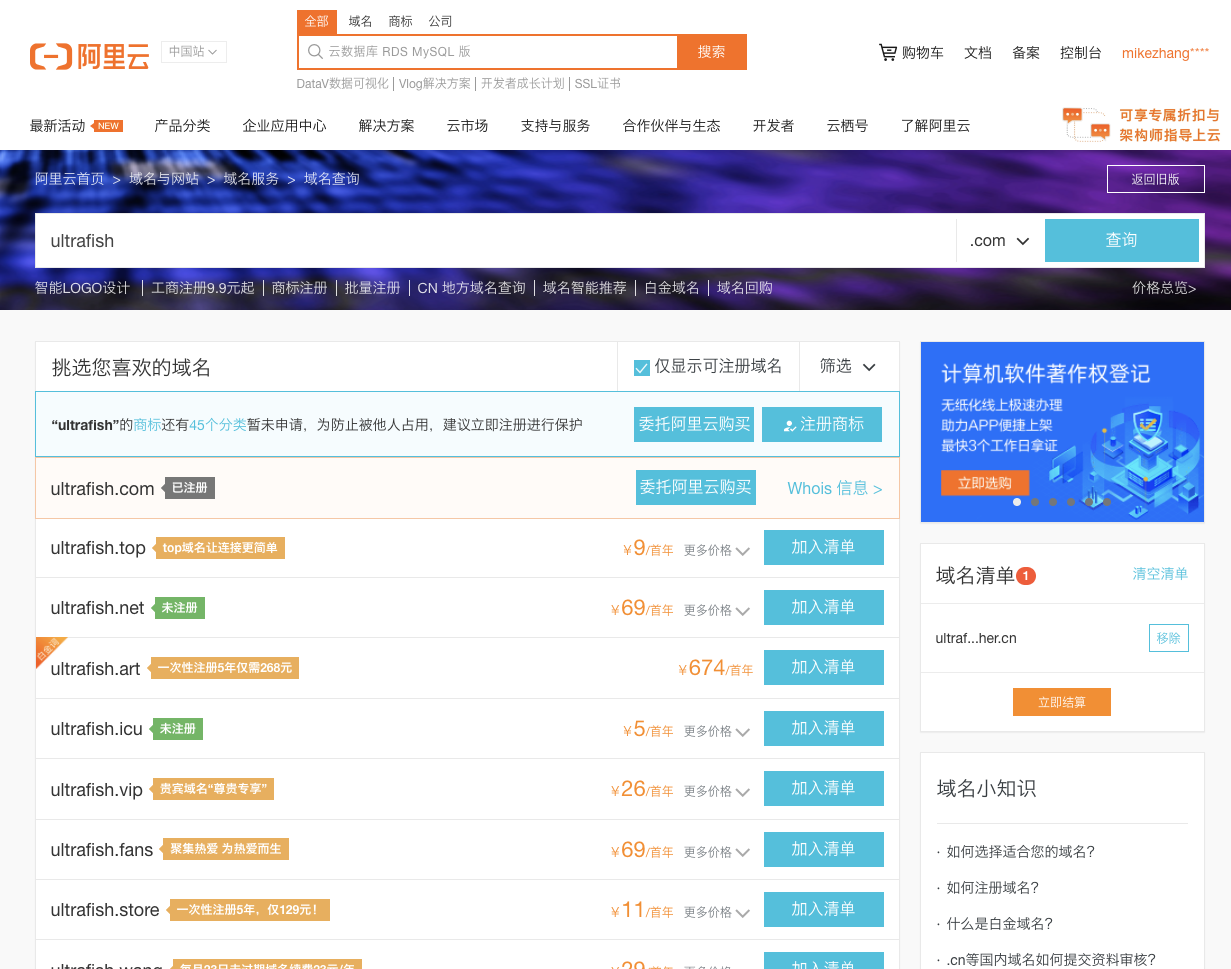 全部 域名 商标 公司
阿里云 中国站
云数据库 RDS MySQL 版 搜索
购物车 文档 备案 控制台 mikezhang****
DataV数据可视化 Vlog解决方案 开发者成长计划 SSL证书
最新活动 NEW 产品分类 企业应用中心 解决方案 云市场 支持与服务 合作伙伴与生态 开发者 云栖号 了解阿里云
可享专属折扣与
架构师指导上云
阿里云首页 > 域名与网站 > 域名服务 > 域名查询 返回旧版
ultrafish .com 查询
智能LOGO设计 工商注册9.9元起 商标注册 批量注册 CN 地方域名查询 域名智能推荐 白金域名 域名回购 价格总览>
挑选您喜欢的域名 仅显示可注册域名 筛选
“ultrafish”的商标还有45个分类暂未申请，为防止被他人占用，建议立即注册进行保护 委托阿里云购买 注册商标
ultrafish.com 已注册 委托阿里云购买 Whois 信息 >
ultrafish.top top域名让连接更简单 ¥9/首年 更多价格 加入清单
ultrafish.net 未注册 ¥69/首年 更多价格 加入清单
白金词
ultrafish.art 一次性注册5年仅需268元 ¥674/首年 加入清单
ultrafish.icu 未注册 ¥5/首年 更多价格 加入清单
ultrafish.vip 贵宾域名“尊贵专享” ¥26/首年 更多价格 加入清单
ultrafish.fans 聚集热爱 为热爱而生 ¥69/首年 更多价格 加入清单
ultrafish.store 一次性注册5年，仅129元！ ¥11/首年 更多价格 加入清单
计算机软件著作权登记
无纸化线上极速办理
助力APP便捷上架
最快3个工作日拿证
立即选购
域名清单 1 清空清单
ultraf...her.cn 移除
立即结算
域名小知识
· 如何选择适合您的域名?
· 如何注册域名?
· 什么是白金域名?
· .cn等国内域名如何提交资料审核?